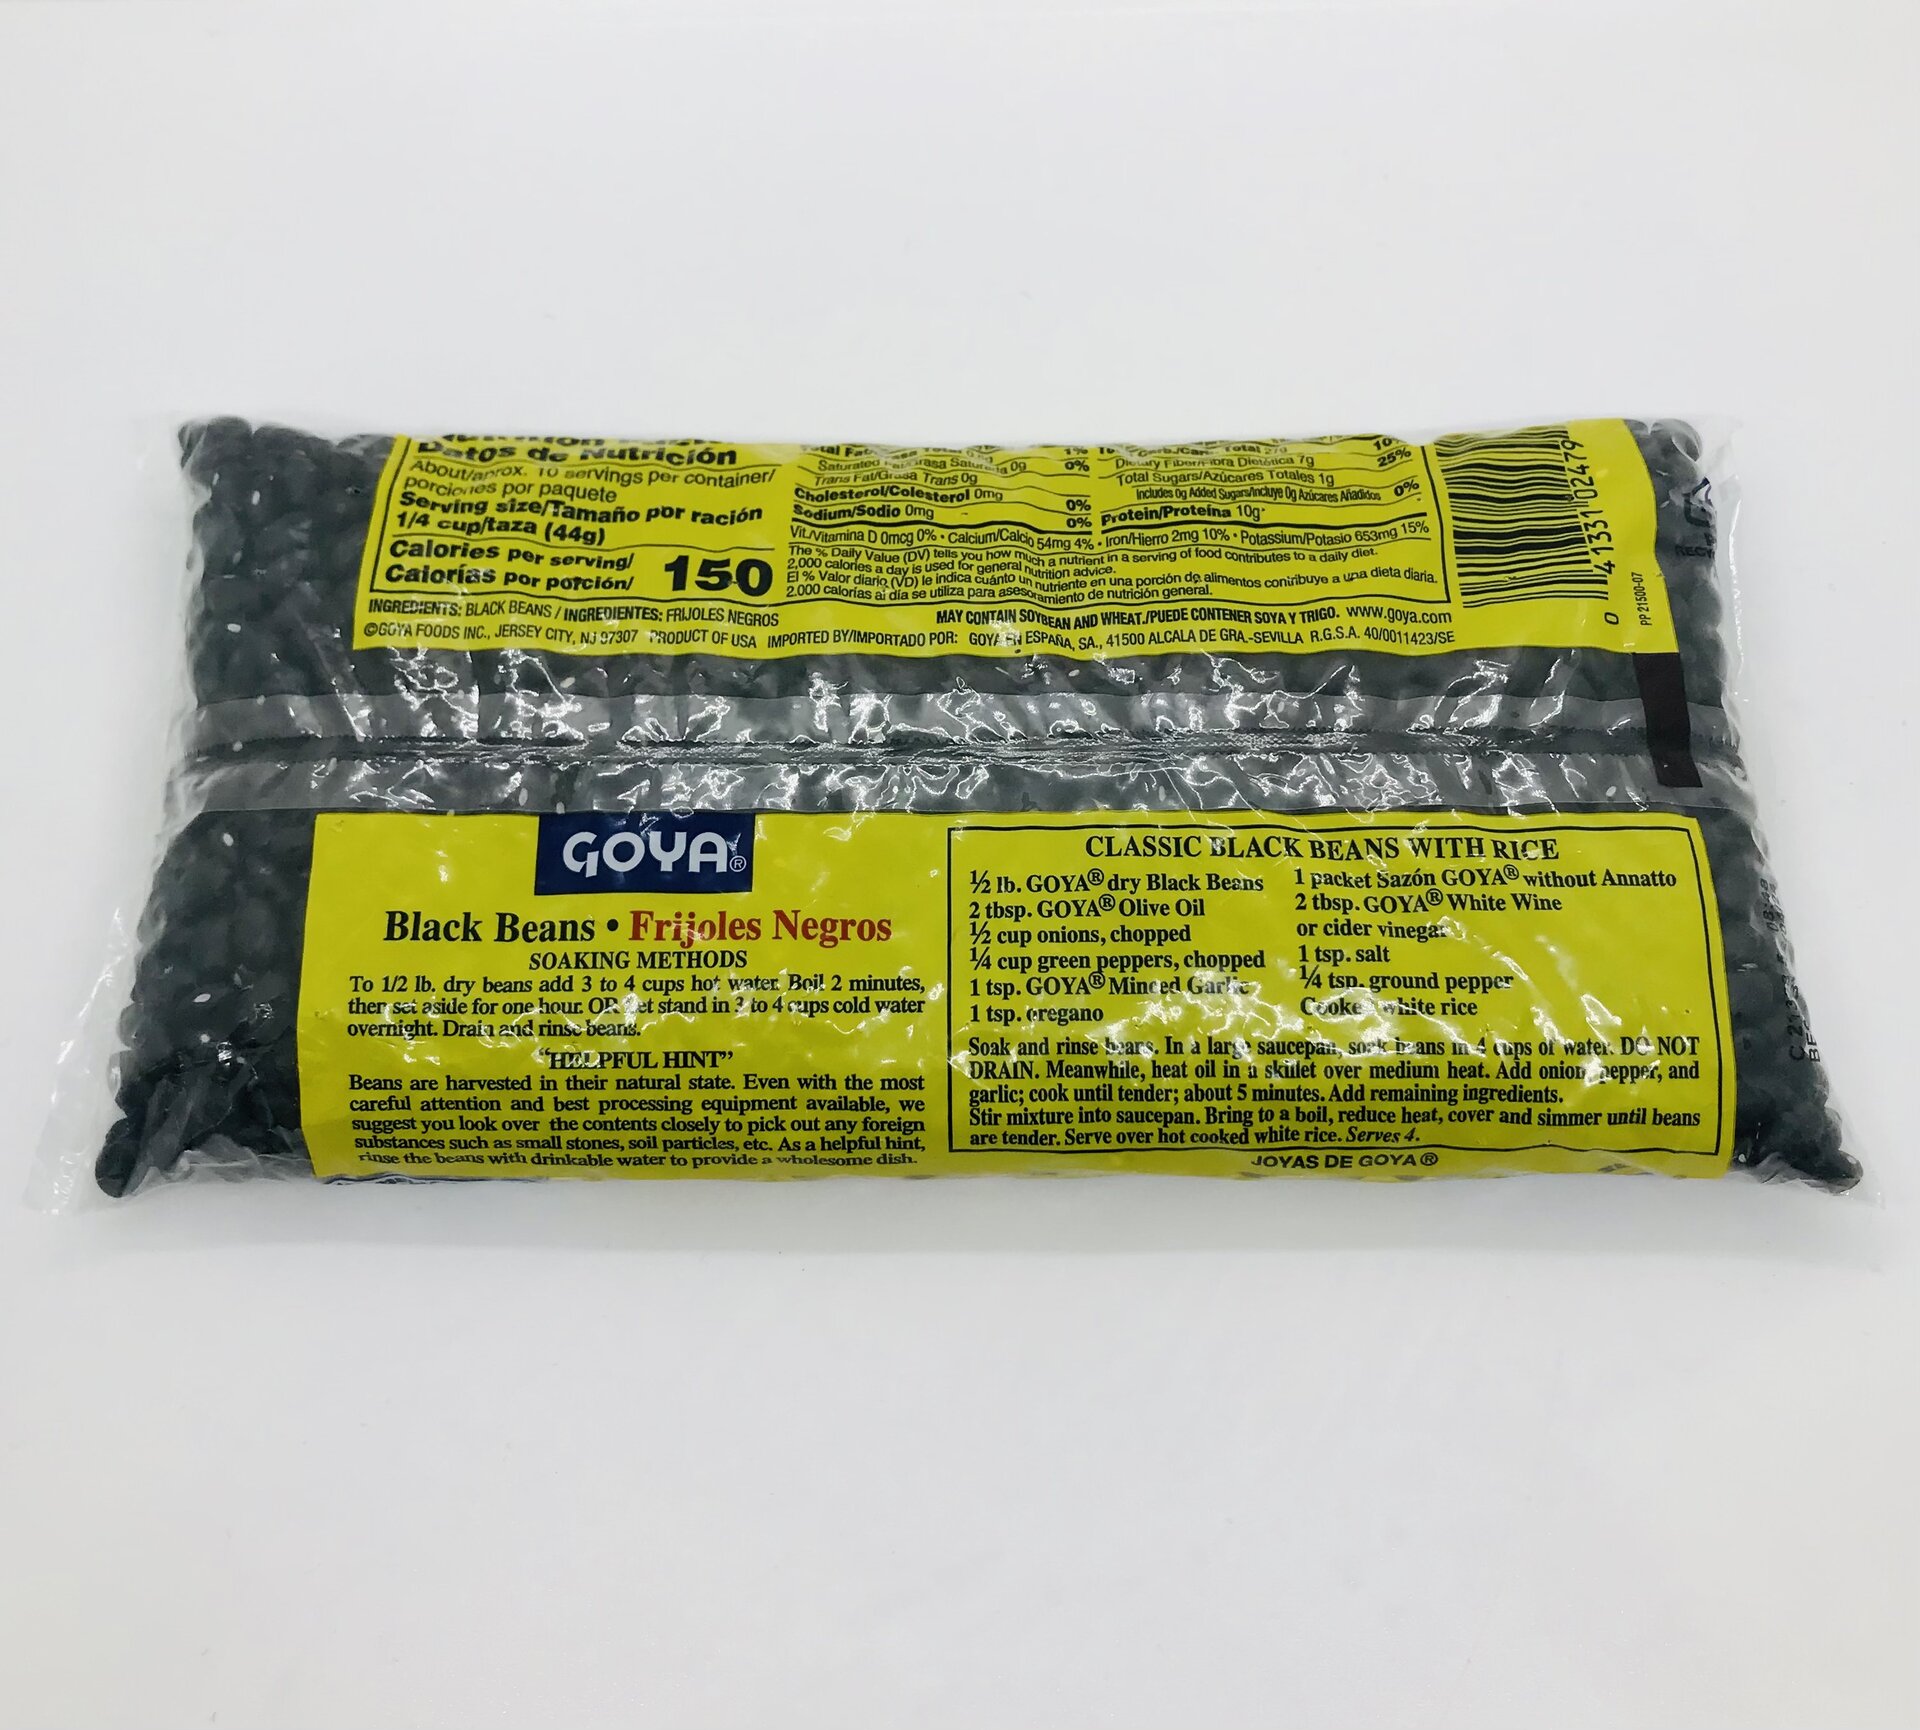 Datos de Nutrición
About/aprox. 10 servings per container/
porciones por paquete
Serving size/Tamaño por ración
1/4 cup/taza (44g)
Calories per serving/
Calorías por porción/
150
Saturated Fat/Grasa Saturada 0g 0%
Trans Fat/Grasa Trans 0g
Cholesterol/Colesterol 0mg 0%
Sodium/Sodio 0mg 0%
Dietary Fiber/Fibra Dietética 7g 25%
Total Sugars/Azúcares Totales 1g
Includes 0g Added Sugars/Incluye 0g Azúcares Añadidos 0%
Protein/Proteína 10g
Vit./Vitamina D 0mcg 0% • Calcium/Calcio 54mg 4% • Iron/Hierro 2mg 10% • Potassium/Potasio 653mg 15%
The % Daily Value (DV) tells you how much a nutrient in a serving of food contributes to a daily diet.
2,000 calories a day is used for general nutrition advice.
El % Valor diario (VD) le indica cuánto un nutriente en una porción de alimentos contribuye a una dieta diaria.
2.000 calorías al día se utiliza para asesoramiento de nutrición general.
INGREDIENTS: BLACK BEANS / INGREDIENTES: FRIJOLES NEGROS
MAY CONTAIN SOYBEAN AND WHEAT./PUEDE CONTENER SOYA Y TRIGO. www.goya.com
©GOYA FOODS INC., JERSEY CITY, NJ 07307 PRODUCT OF USA IMPORTED BY/IMPORTADO POR: GOYA EN ESPAÑA, SA., 41500 ALCALA DE GRA.-SEVILLA R.G.S.A. 40/0011423/SE
0 41331 02479
PP 21500-07
GOYA®
Black Beans • Frijoles Negros
SOAKING METHODS
To 1/2 lb. dry beans add 3 to 4 cups hot water. Boil 2 minutes,
then set aside for one hour. OR let stand in 3 to 4 cups cold water
overnight. Drain and rinse beans.
"HELPFUL HINT"
Beans are harvested in their natural state. Even with the most
careful attention and best processing equipment available, we
suggest you look over the contents closely to pick out any foreign
substances such as small stones, soil particles, etc. As a helpful hint,
rinse the beans with drinkable water to provide a wholesome dish.
CLASSIC BLACK BEANS WITH RICE
½ lb. GOYA® dry Black Beans
2 tbsp. GOYA® Olive Oil
½ cup onions, chopped
¼ cup green peppers, chopped
1 tsp. GOYA® Minced Garlic
1 tsp. oregano
1 packet Sazón GOYA® without Annatto
2 tbsp. GOYA® White Wine
or cider vinegar
1 tsp. salt
¼ tsp. ground pepper
Cooked white rice
Soak and rinse beans. In a large saucepan, soak beans in 4 cups of water. DO NOT
DRAIN. Meanwhile, heat oil in a skillet over medium heat. Add onion, pepper, and
garlic; cook until tender; about 5 minutes. Add remaining ingredients.
Stir mixture into saucepan. Bring to a boil, reduce heat, cover and simmer until beans
are tender. Serve over hot cooked white rice. Serves 4.
JOYAS DE GOYA®